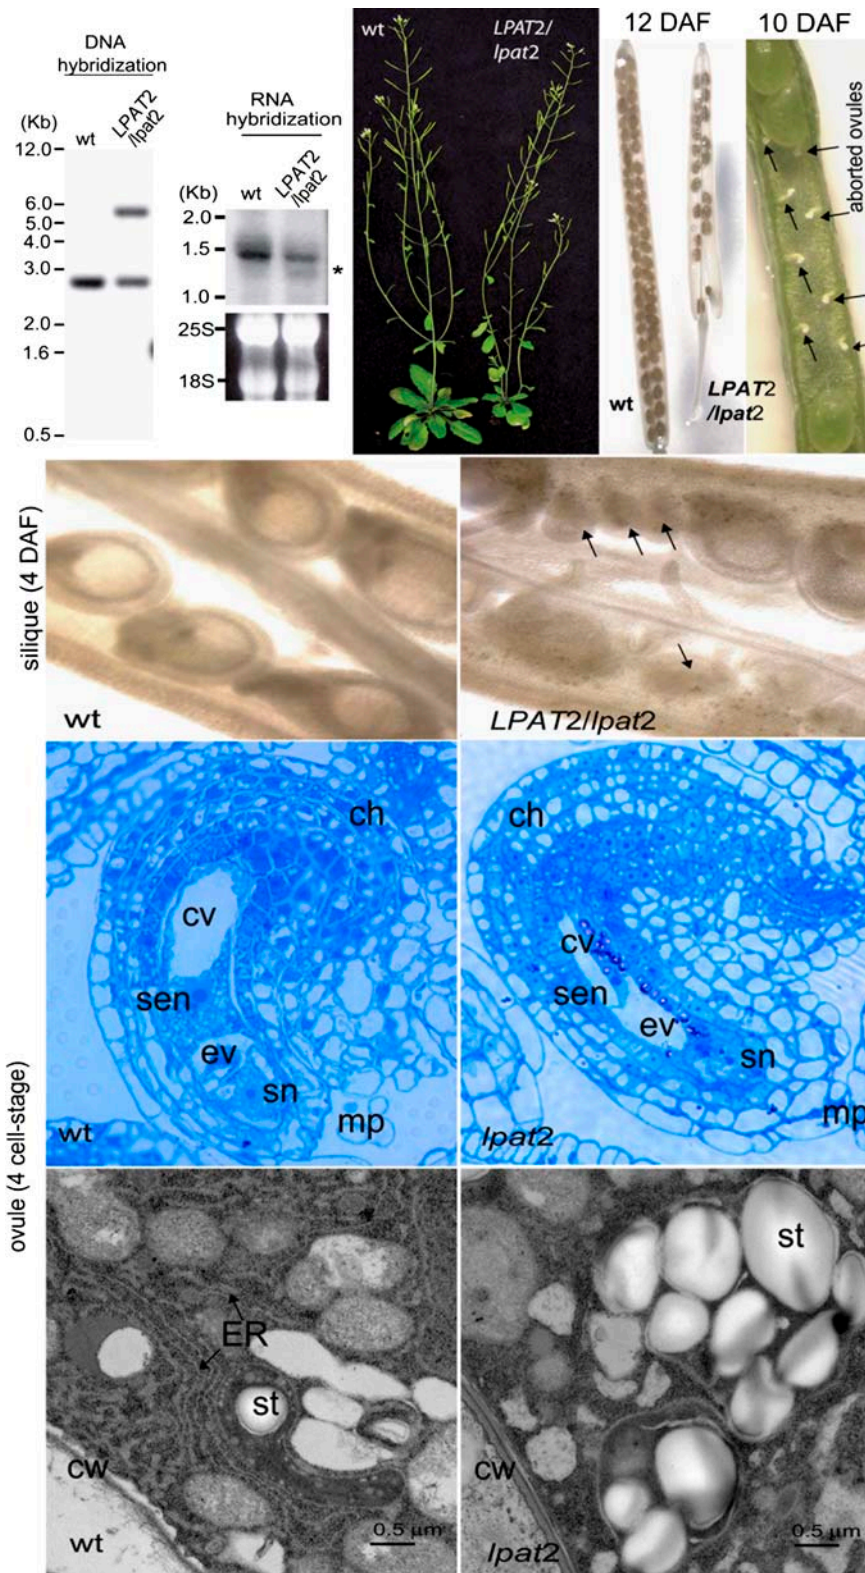 DNA
hybridization
(Kb)
wt
LPAT2
/lpat2
12.0
6.0
5.0
4.0
3.0
2.0
1.6
0.5
RNA
hybridization
(Kb)
wt
LPAT2
/lpat2
2.0
1.5
*
1.0
25S
18S
wt
LPAT2/
lpat2
12 DAF
wt
LPAT2
/lpat2
10 DAF
aborted ovules
silique (4 DAF)
wt
LPAT2/lpat2
ovule (4 cell-stage)
ch
cv
sen
ev
sn
mp
wt
ch
cv
sen
ev
sn
mp
lpat2
ER
st
cw
wt
0.5 µm
st
cw
lpat2
0.5 µm